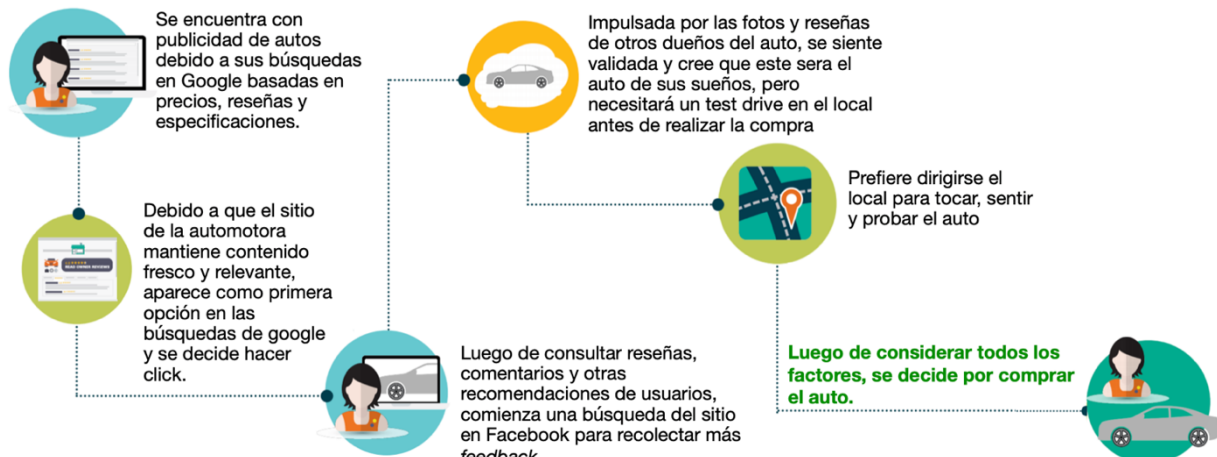 Se encuentra con
publicidad de autos
debido a sus búsquedas
en Google basadas en
precios, reseñas y
especificaciones.
Debido a que el sitio
de la automotora
mantiene contenido
fresco y relevante,
aparece como primera
opción en las
búsquedas de google
y se decide hacer
click.
Luego de consultar reseñas,
comentarios y otras
recomendaciones de usuarios,
comienza una búsqueda del sitio
en Facebook para recolectar más
feedback
Impulsada por las fotos y reseñas
de otros dueños del auto, se siente
validada y cree que este sera el
auto de sus sueños, pero
necesitará un test drive en el local
antes de realizar la compra
Prefiere dirigirse el
local para tocar, sentir
y probar el auto
Luego de considerar todos los
factores, se decide por comprar
el auto.